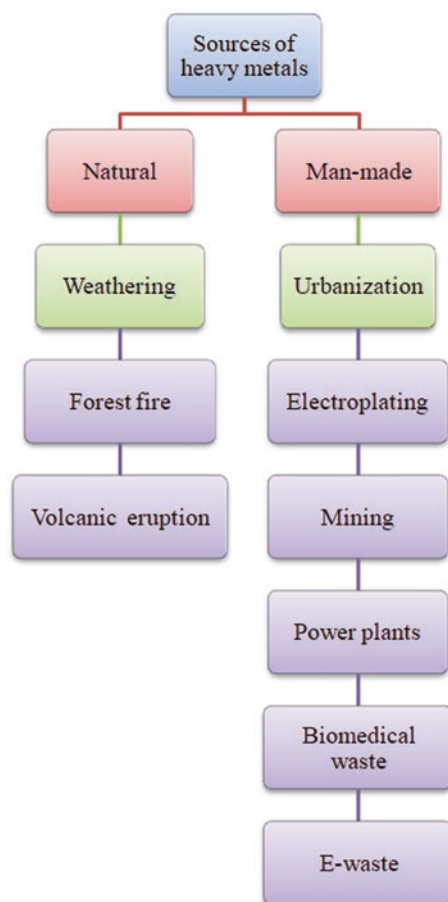 Sources of
heavy metals
Natural
Man-made
Weathering
Urbanization
Forest fire
Electroplating
Volcanic eruption
Mining
Power plants
Biomedical
waste
E-waste